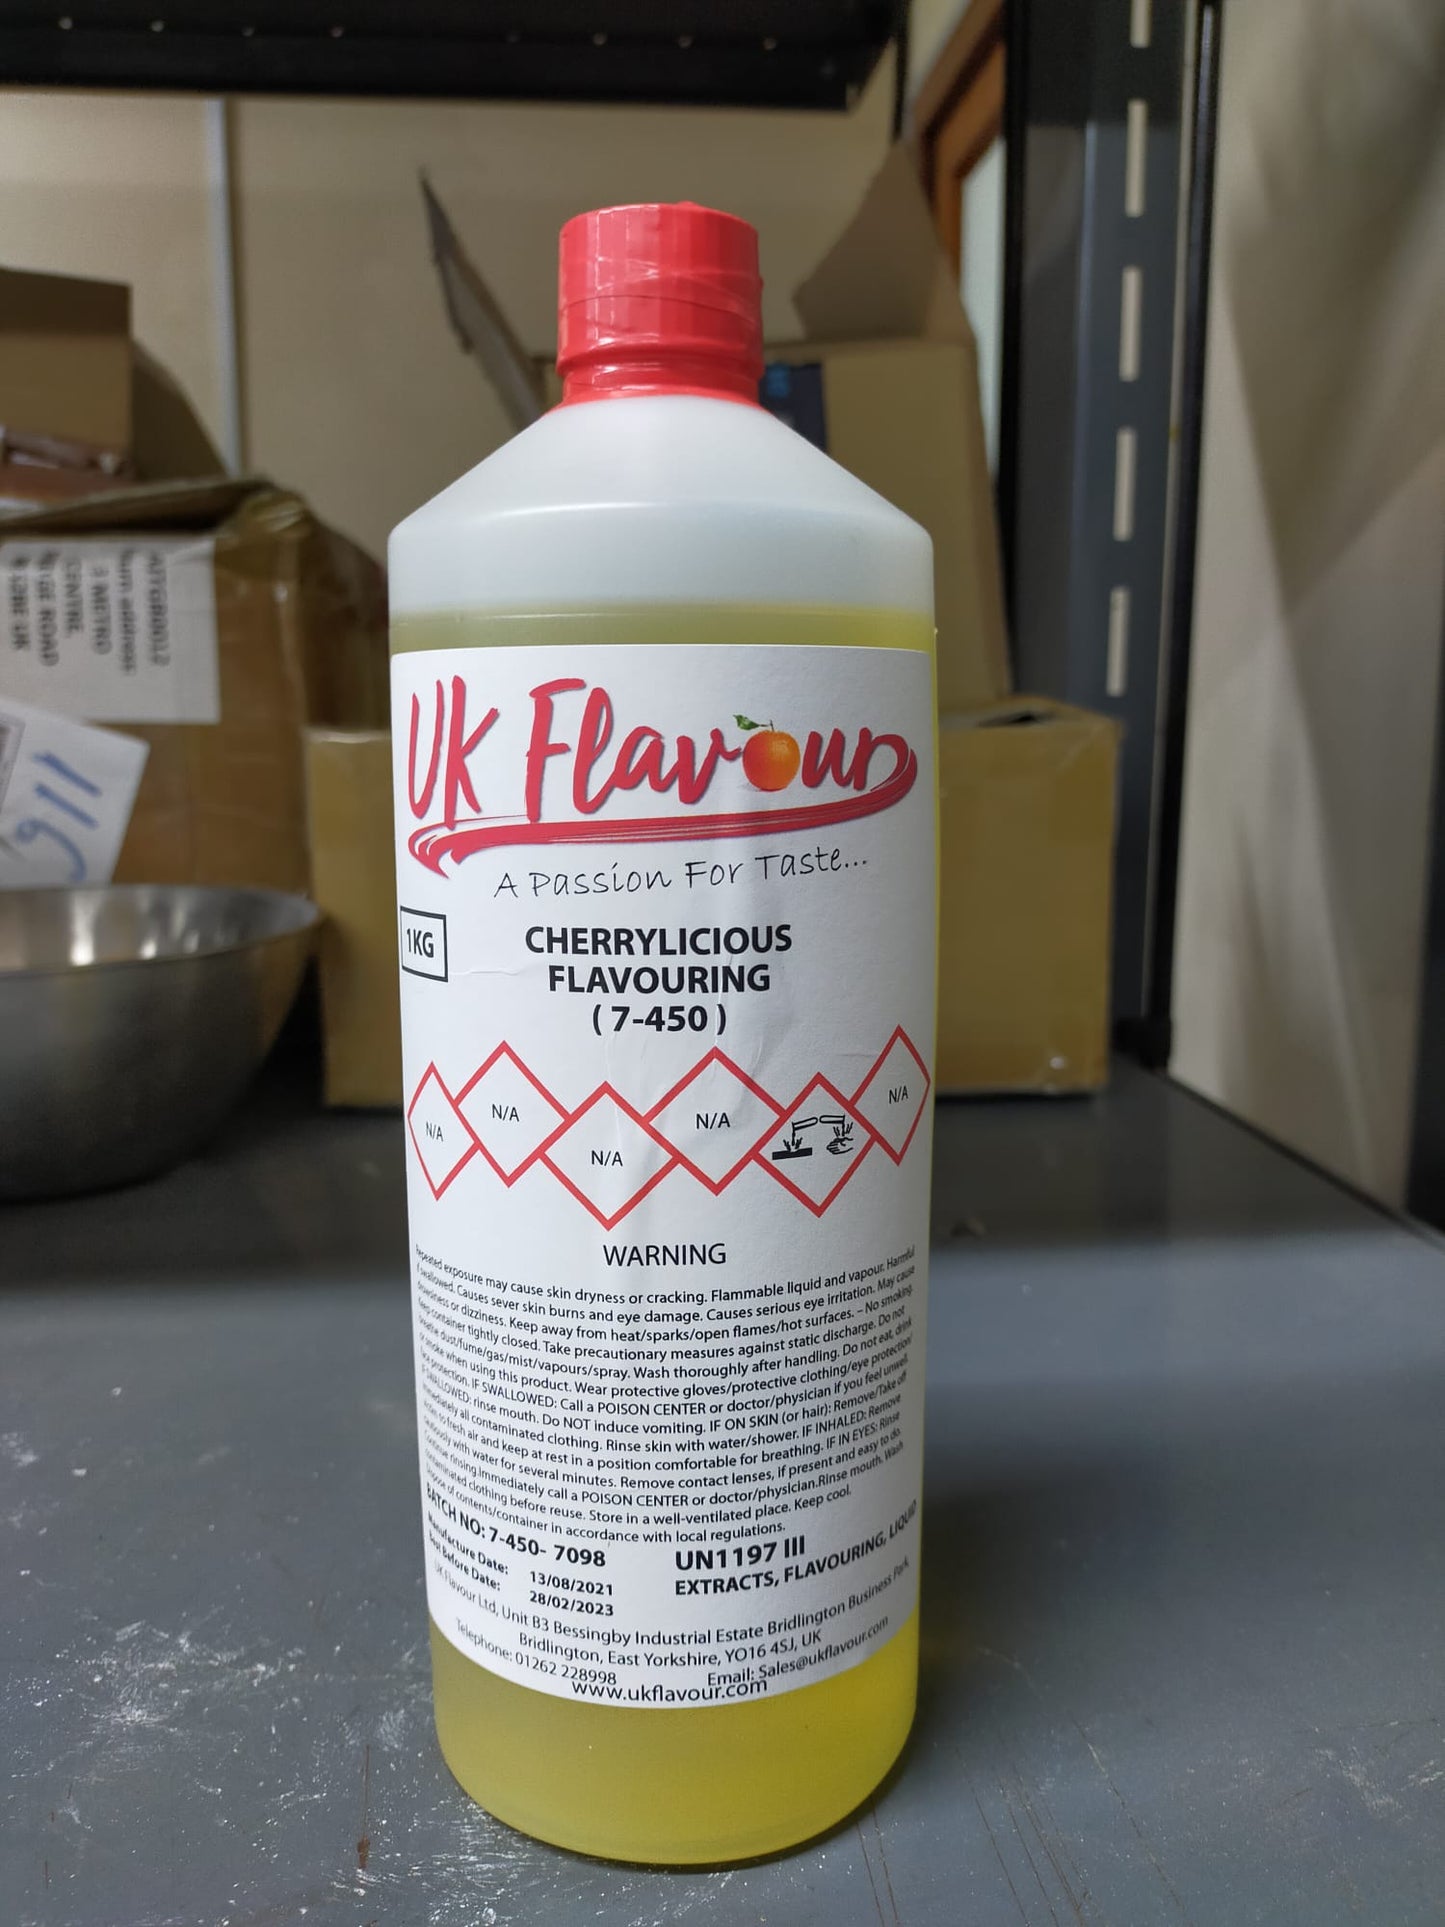 UK Flavour
A Passion For Taste...
1KG
CHERRYLICIOUS
FLAVOURING
( 7-450 )
N/A
N/A
N/A
N/A
N/A
WARNING
Repeated exposure may cause skin dryness or cracking. Flammable liquid and vapour. Harmful
if swallowed. Causes sever skin burns and eye damage. Causes serious eye irritation. May cause
drowsiness or dizziness. Keep away from heat/sparks/open flames/hot surfaces. – No smoking.
Keep container tightly closed. Take precautionary measures against static discharge. Do not
breathe dust/fume/gas/mist/vapours/spray. Wash thoroughly after handling. Do not eat, drink
or smoke when using this product. Wear protective gloves/protective clothing/eye protection/
face protection. IF SWALLOWED: Call a POISON CENTER or doctor/physician if you feel unwell.
IF SWALLOWED: rinse mouth. Do NOT induce vomiting. IF ON SKIN (or hair): Remove/Take off
immediately all contaminated clothing. Rinse skin with water/shower. IF INHALED: Remove
victim to fresh air and keep at rest in a position comfortable for breathing. IF IN EYES: Rinse
cautiously with water for several minutes. Remove contact lenses, if present and easy to do.
Continue rinsing.Immediately call a POISON CENTER or doctor/physician.Rinse mouth. Wash
contaminated clothing before reuse. Store in a well-ventilated place. Keep cool.
Dispose of contents/container in accordance with local regulations.
BATCH NO: 7-450- 7098
Manufacture Date: 13/08/2021
Best Before Date: 28/02/2023
UN1197 III
EXTRACTS, FLAVOURING, LIQUID
UK Flavour Ltd, Unit B3 Bessingby Industrial Estate Bridlington Business Park
Bridlington, East Yorkshire, YO16 4SJ, UK
Telephone: 01262 228998 Email: Sales@ukflavour.com
www.ukflavour.com
METRO
CENTRE
ROAD
911